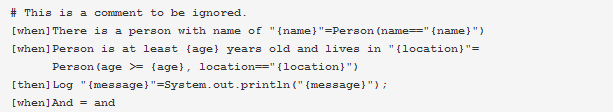 # This is a comment to be ignored.
[when]There is a person with name of "{name}"=Person(name=="{name}")
[when]Person is at least {age} years old and lives in "{location}"=
Person(age >= {age}, location=="{location}")
[then]Log "{message}"=System.out.println("{message}");
[when]And = and